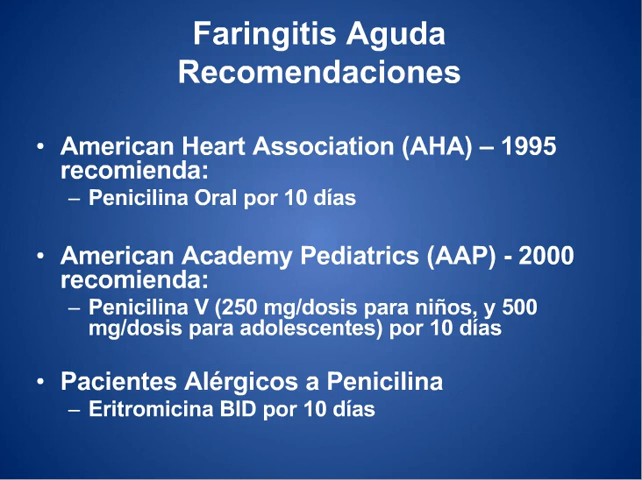 Faringitis Aguda
Recomendaciones
• American Heart Association (AHA) – 1995
recomienda:
– Penicilina Oral por 10 días
• American Academy Pediatrics (AAP) - 2000
recomienda:
– Penicilina V (250 mg/dosis para niños, y 500
mg/dosis para adolescentes) por 10 días
• Pacientes Alérgicos a Penicilina
– Eritromicina BID por 10 días